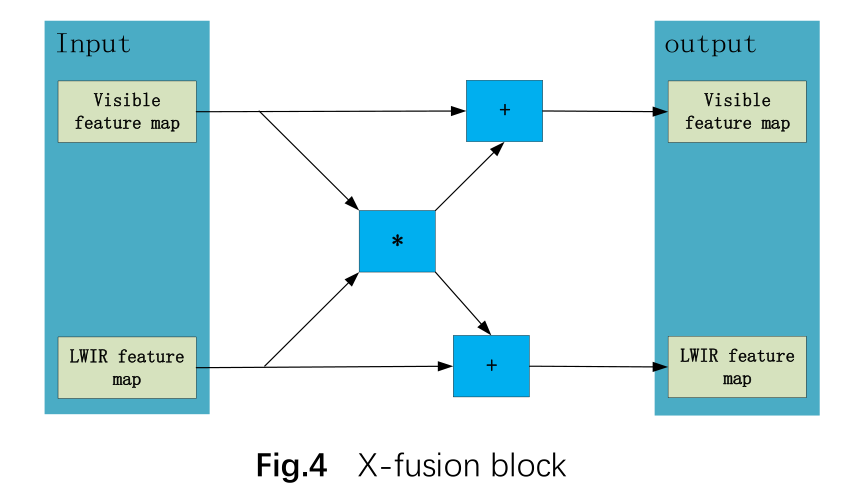 Input
output
Visible
feature map
+
Visible
feature map
*
LWIR feature
map
+
LWIR feature
map
Fig.4 X-fusion block